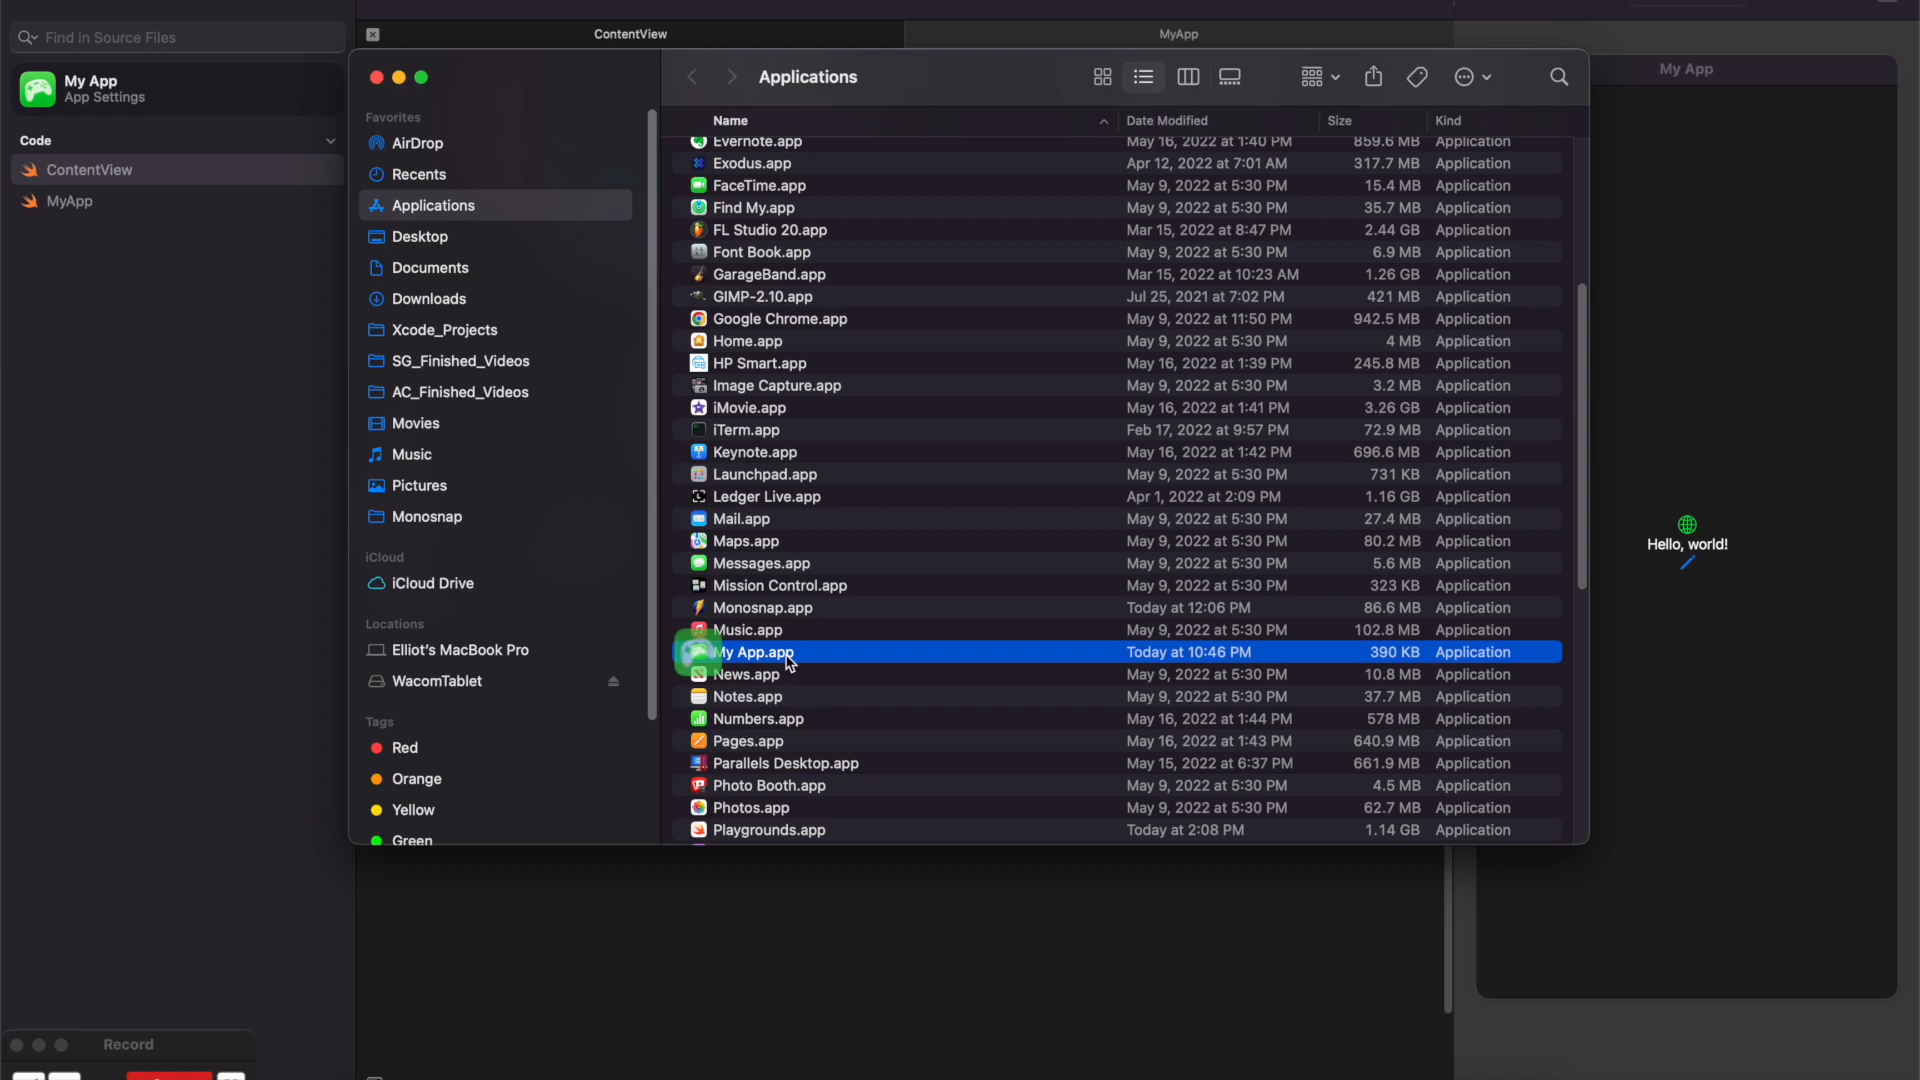 Find in Source Files
My App
App Settings
Code
ContentView
MyApp
ContentView
MyApp
Applications
Favorites
AirDrop
Recents
Applications
Desktop
Documents
Downloads
Xcode_Projects
SG_Finished_Videos
AC_Finished_Videos
Movies
Music
Pictures
Monosnap
iCloud
iCloud Drive
Locations
Elliot's MacBook Pro
WacomTablet
Tags
Red
Orange
Yellow
Green
Name Date Modified Size Kind
Evernote.app May 16, 2022 at 1:40 PM 859.6 MB Application
Exodus.app Apr 12, 2022 at 7:01 AM 317.7 MB Application
FaceTime.app May 9, 2022 at 5:30 PM 15.4 MB Application
Find My.app May 9, 2022 at 5:30 PM 35.7 MB Application
FL Studio 20.app Mar 15, 2022 at 8:47 PM 2.44 GB Application
Font Book.app May 9, 2022 at 5:30 PM 6.9 MB Application
GarageBand.app Mar 15, 2022 at 10:23 AM 1.26 GB Application
GIMP-2.10.app Jul 25, 2021 at 7:02 PM 421 MB Application
Google Chrome.app May 9, 2022 at 11:50 PM 942.5 MB Application
Home.app May 9, 2022 at 5:30 PM 4 MB Application
HP Smart.app May 16, 2022 at 1:39 PM 245.8 MB Application
Image Capture.app May 9, 2022 at 5:30 PM 3.2 MB Application
iMovie.app May 16, 2022 at 1:41 PM 3.26 GB Application
iTerm.app Feb 17, 2022 at 9:57 PM 72.9 MB Application
Keynote.app May 16, 2022 at 1:42 PM 696.6 MB Application
Launchpad.app May 9, 2022 at 5:30 PM 731 KB Application
Ledger Live.app Apr 1, 2022 at 2:09 PM 1.16 GB Application
Mail.app May 9, 2022 at 5:30 PM 27.4 MB Application
Maps.app May 9, 2022 at 5:30 PM 80.2 MB Application
Messages.app May 9, 2022 at 5:30 PM 5.6 MB Application
Mission Control.app May 9, 2022 at 5:30 PM 323 KB Application
Monosnap.app Today at 12:06 PM 86.6 MB Application
Music.app May 9, 2022 at 5:30 PM 102.8 MB Application
My App.app Today at 10:46 PM 390 KB Application
News.app May 9, 2022 at 5:30 PM 10.8 MB Application
Notes.app May 9, 2022 at 5:30 PM 37.7 MB Application
Numbers.app May 16, 2022 at 1:44 PM 578 MB Application
Pages.app May 16, 2022 at 1:43 PM 640.9 MB Application
Parallels Desktop.app May 15, 2022 at 6:37 PM 661.9 MB Application
Photo Booth.app May 9, 2022 at 5:30 PM 4.5 MB Application
Photos.app May 9, 2022 at 5:30 PM 62.7 MB Application
Playgrounds.app Today at 2:08 PM 1.14 GB Application
My App
Hello, world!
Record